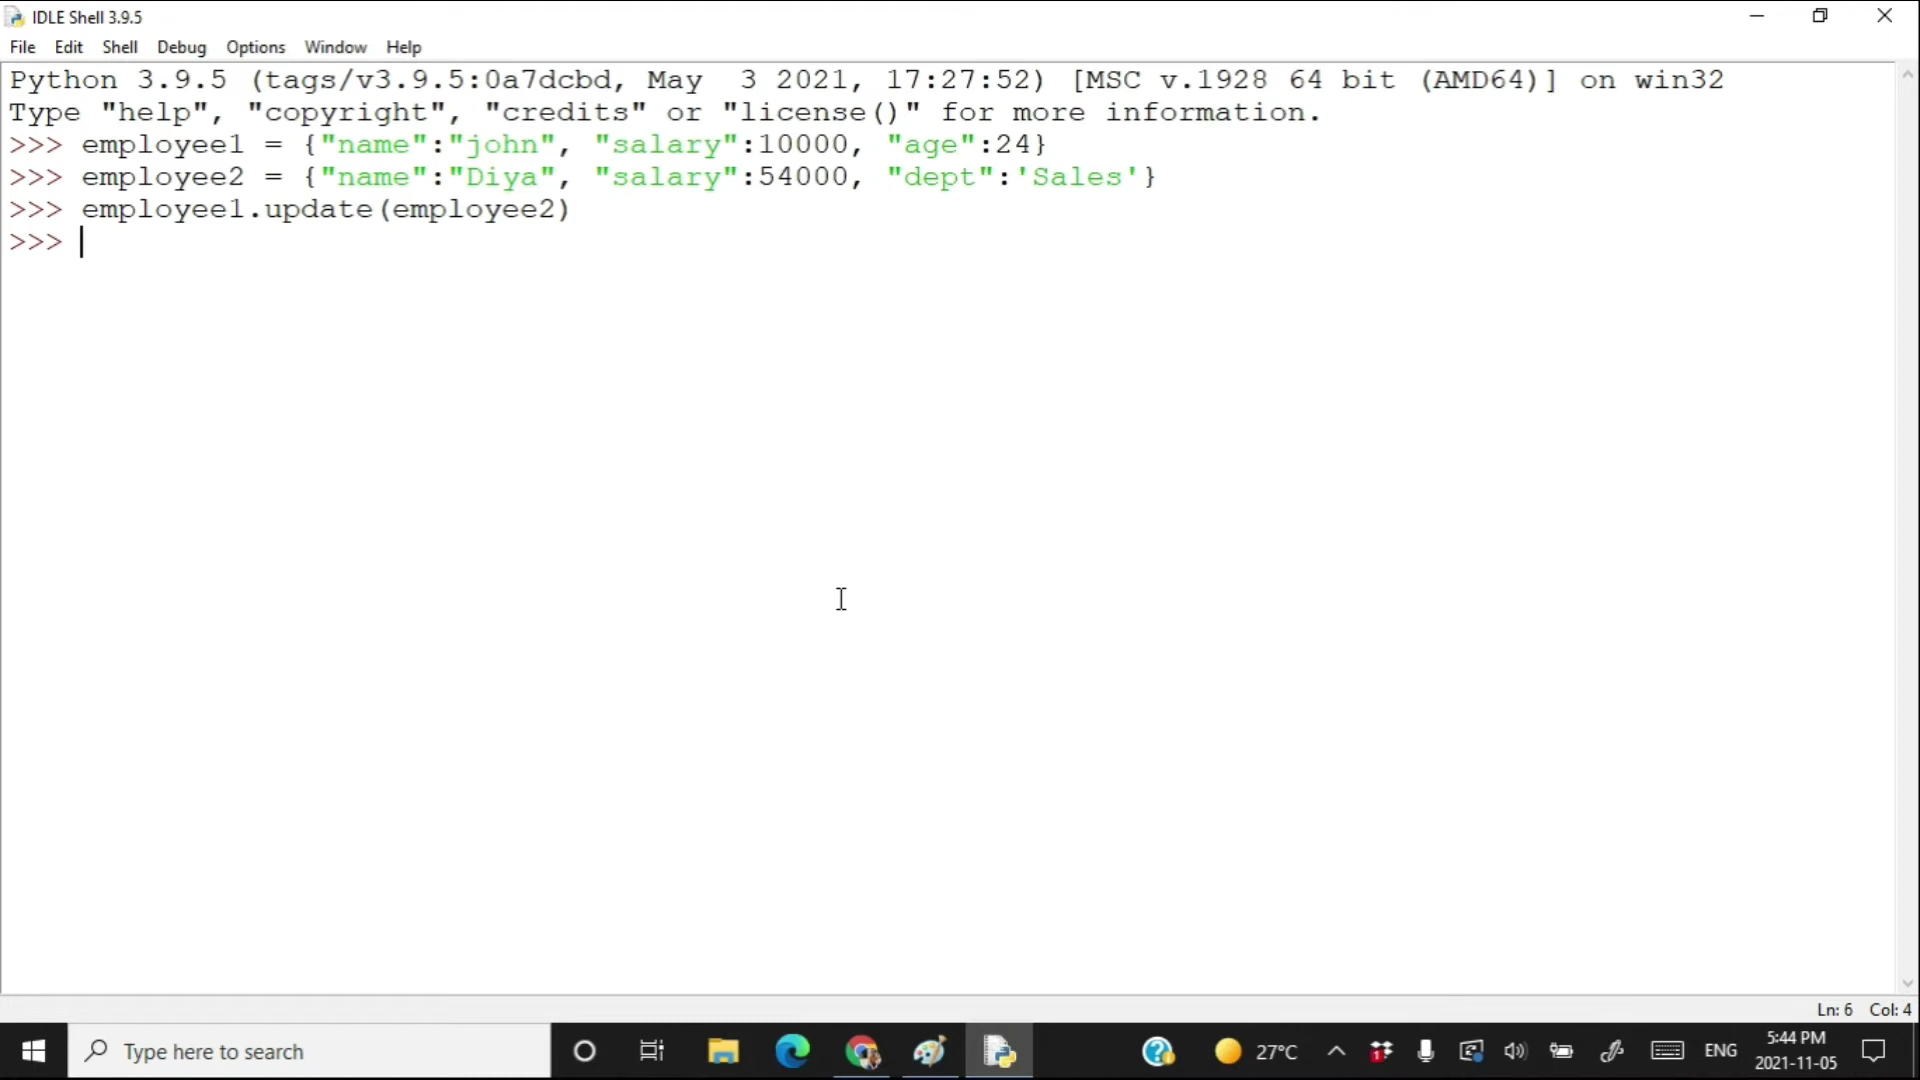 IDLE Shell 3.9.5
File Edit Shell Debug Options Window Help
Python 3.9.5 (tags/v3.9.5:0a7dcbd, May  3 2021, 17:27:52) [MSC v.1928 64 bit (AMD64)] on win32
Type "help", "copyright", "credits" or "license()" for more information.
>>> employee1 = {"name":"john", "salary":10000, "age":24}
>>> employee2 = {"name":"Diya", "salary":54000, "dept":'Sales'}
>>> employee1.update(employee2)
>>>
Ln: 6 Col: 4
Type here to search
27°C
ENG
5:44 PM
2021-11-05